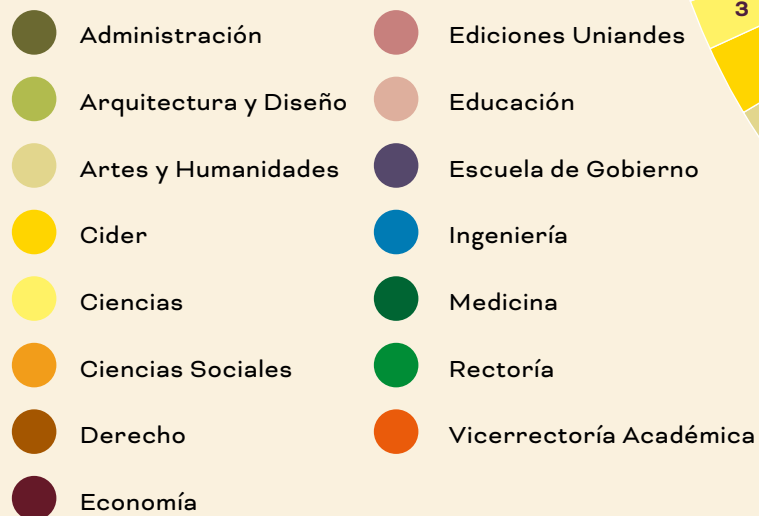 3
Administración
Arquitectura y Diseño
Artes y Humanidades
Cider
Ciencias
Ciencias Sociales
Derecho
Economía
Ediciones Uniandes
Educación
Escuela de Gobierno
Ingeniería
Medicina
Rectoría
Vicerrectoría Académica